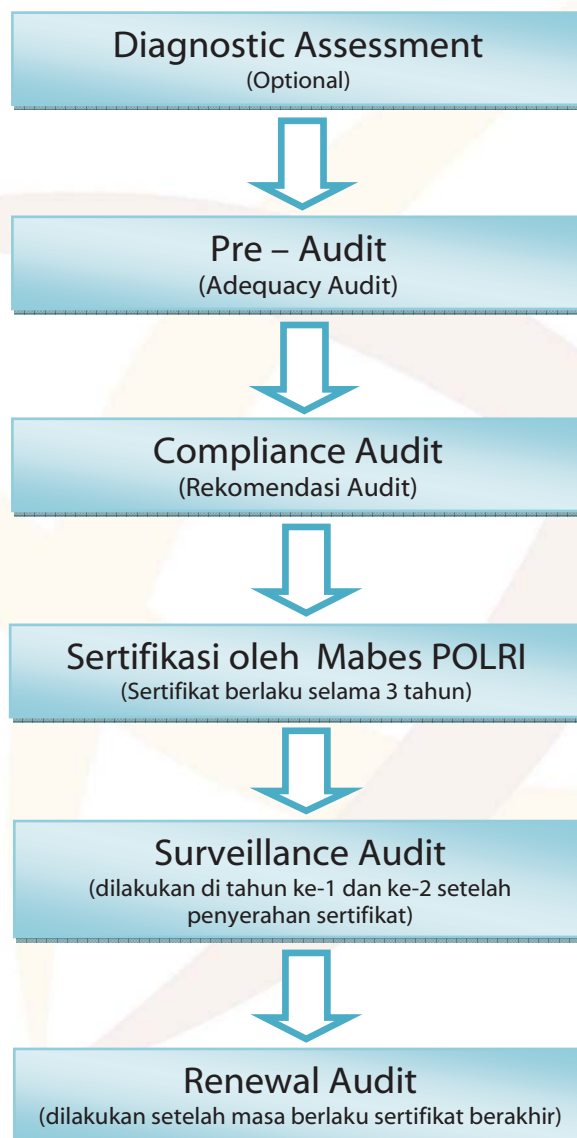 Diagnostic Assessment
(Optional)
Pre – Audit
(Adequacy Audit)
Compliance Audit
(Rekomendasi Audit)
Sertifikasi oleh Mabes POLRI
(Sertifikat berlaku selama 3 tahun)
Surveillance Audit
(dilakukan di tahun ke-1 dan ke-2 setelah
penyerahan sertifikat)
Renewal Audit
(dilakukan setelah masa berlaku sertifikat berakhir)